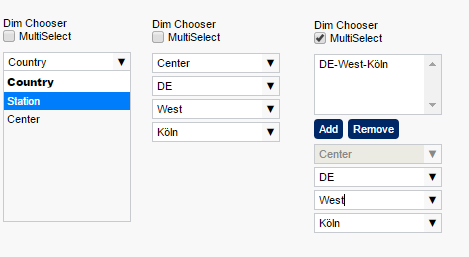 Dim Chooser
MultiSelect
Country
Country
Station
Center
Dim Chooser
MultiSelect
Center
DE
West
Köln
Dim Chooser
MultiSelect
DE-West-Köln
Add Remove
Center
DE
West
Köln